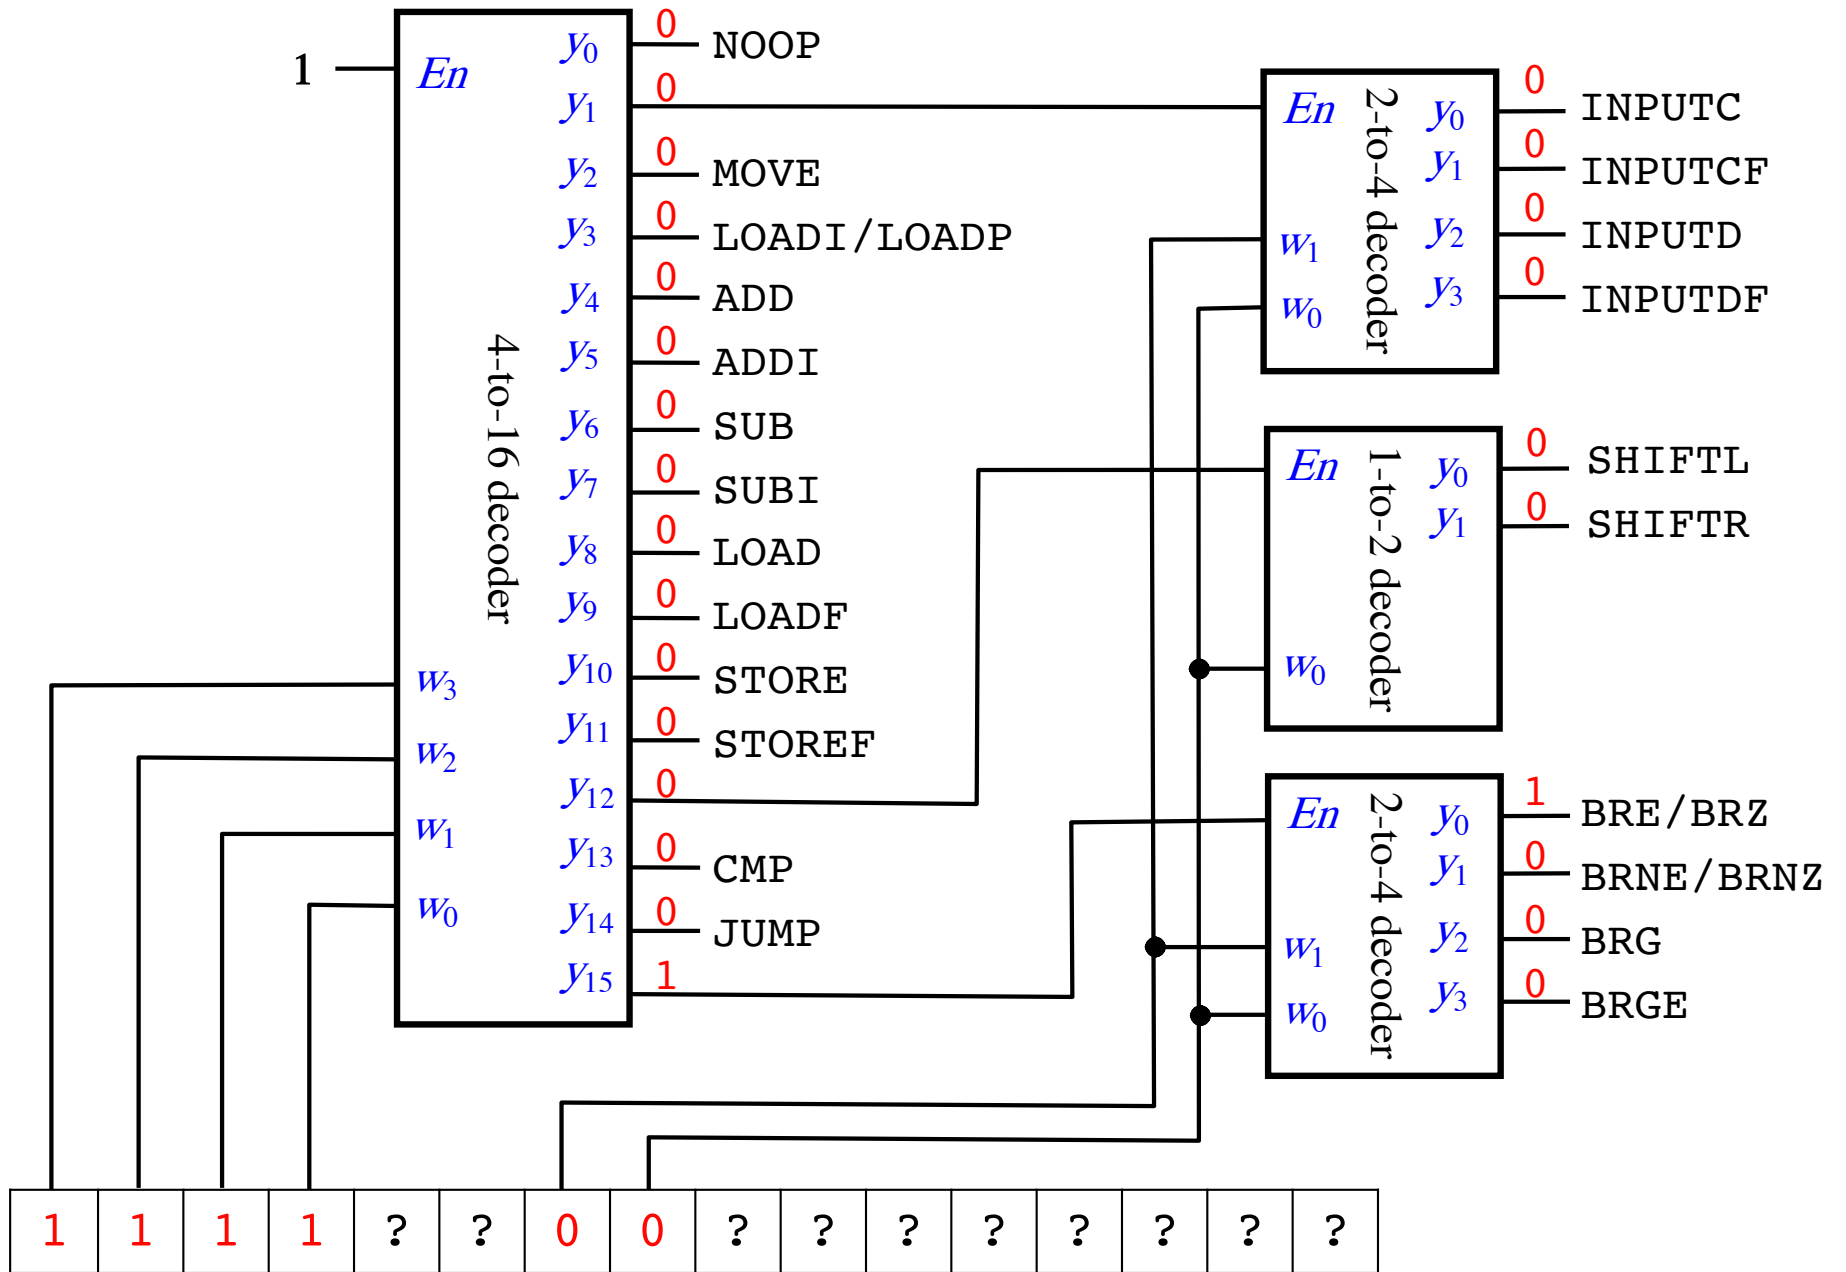 1
En
4-to-16 decoder
w3
w2
w1
w0
y0 0 NOOP
y1 0
y2 0 MOVE
y3 0 LOADI/LOADP
y4 0 ADD
y5 0 ADDI
y6 0 SUB
y7 0 SUBI
y8 0 LOAD
y9 0 LOADF
y10 0 STORE
y11 0 STOREF
y12 0
y13 0 CMP
y14 0 JUMP
y15 1
En
w1
w0
2-to-4 decoder
y0 0 INPUTC
y1 0 INPUTCF
y2 0 INPUTD
y3 0 INPUTDF
En
w0
1-to-2 decoder
y0 0 SHIFTL
y1 0 SHIFTR
En
w1
w0
2-to-4 decoder
y0 1 BRE/BRZ
y1 0 BRNE/BRNZ
y2 0 BRG
y3 0 BRGE
1 1 1 1 ? ? 0 0 ? ? ? ? ? ? ? ?